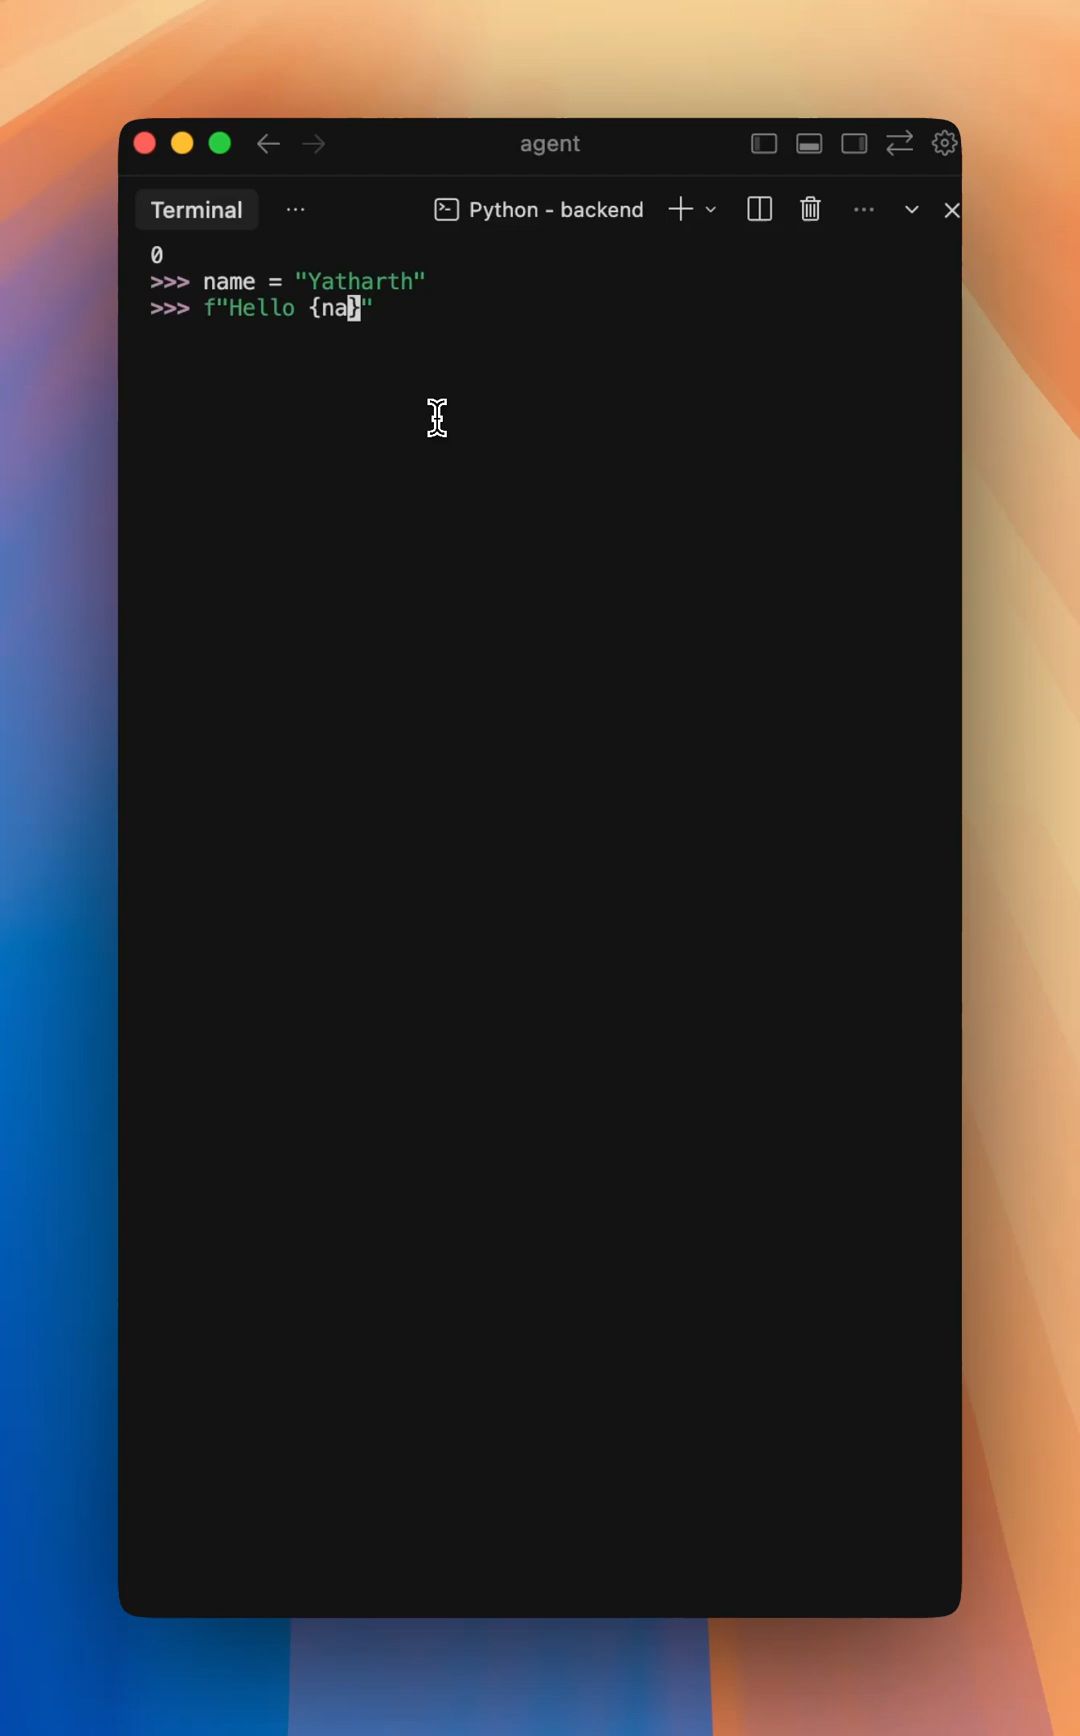 agent
Terminal ... Python - backend
0
>>> name = "Yatharth"
>>> f"Hello {na}"